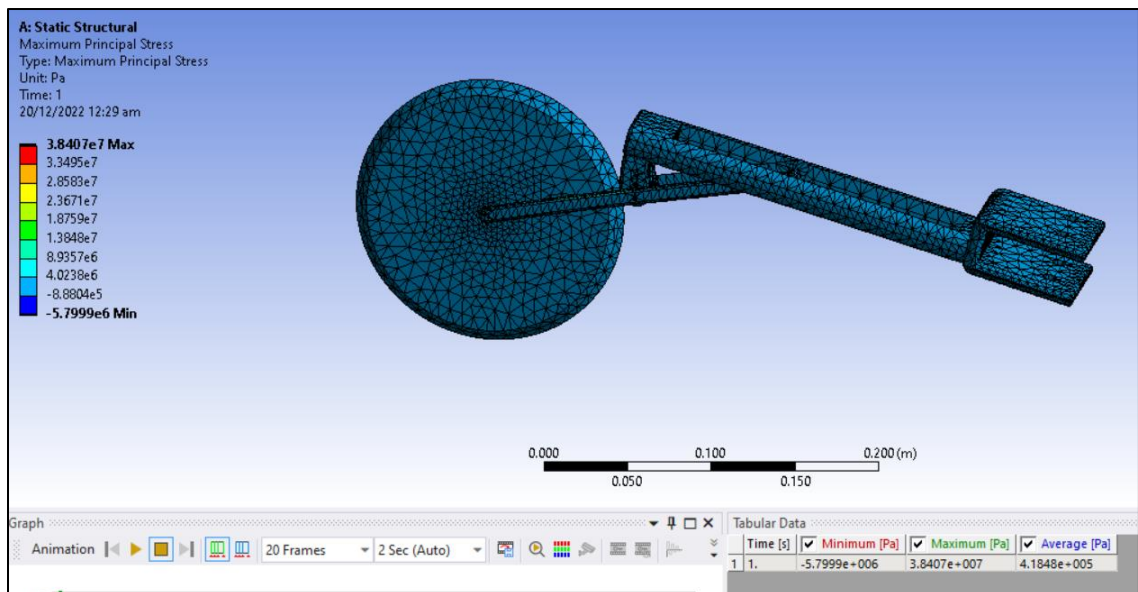 A: Static Structural
Maximum Principal Stress
Type: Maximum Principal Stress
Unit: Pa
Time: 1
20/12/2022 12:29 am
3.8407e7 Max
3.3495e7
2.8583e7
2.3671e7
1.8759e7
1.3848e7
8.9357e6
4.0238e6
-8.8804e5
-5.7999e6 Min
0.000 0.100 0.200 (m)
0.050 0.150
Graph
Animation 20 Frames 2 Sec (Auto)
Tabular Data
Time [s] Minimum [Pa] Maximum [Pa] Average [Pa]
1 1. -5.7999e+006 3.8407e+007 4.1848e+005